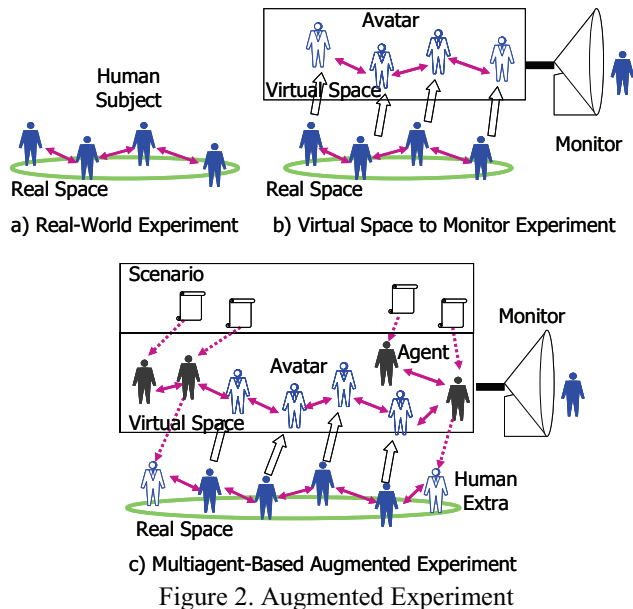 Human
Subject
Real Space
a) Real-World Experiment
Avatar
Virtual Space
Real Space
Monitor
b) Virtual Space to Monitor Experiment
Scenario
Avatar
Agent
Monitor
Virtual Space
Human
Extra
Real Space
c) Multiagent-Based Augmented Experiment
Figure 2. Augmented Experiment